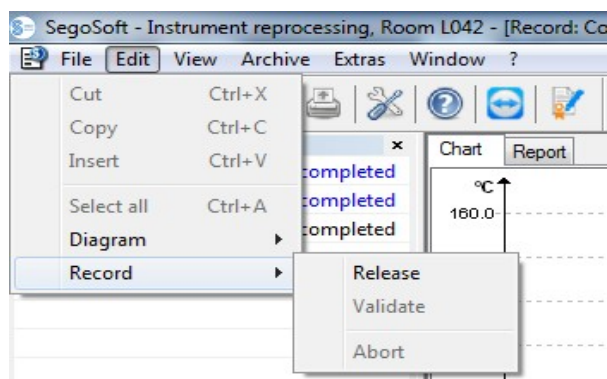 SegoSoft - Instrument reprocessing, Room L042 - [Record: Co
File Edit View Archive Extras Window ?
Cut Ctrl+X
Copy Ctrl+C
Insert Ctrl+V
Select all Ctrl+A
Diagram
Record
Release
Validate
Abort
completed
completed
completed
Chart Report
°C
160.0